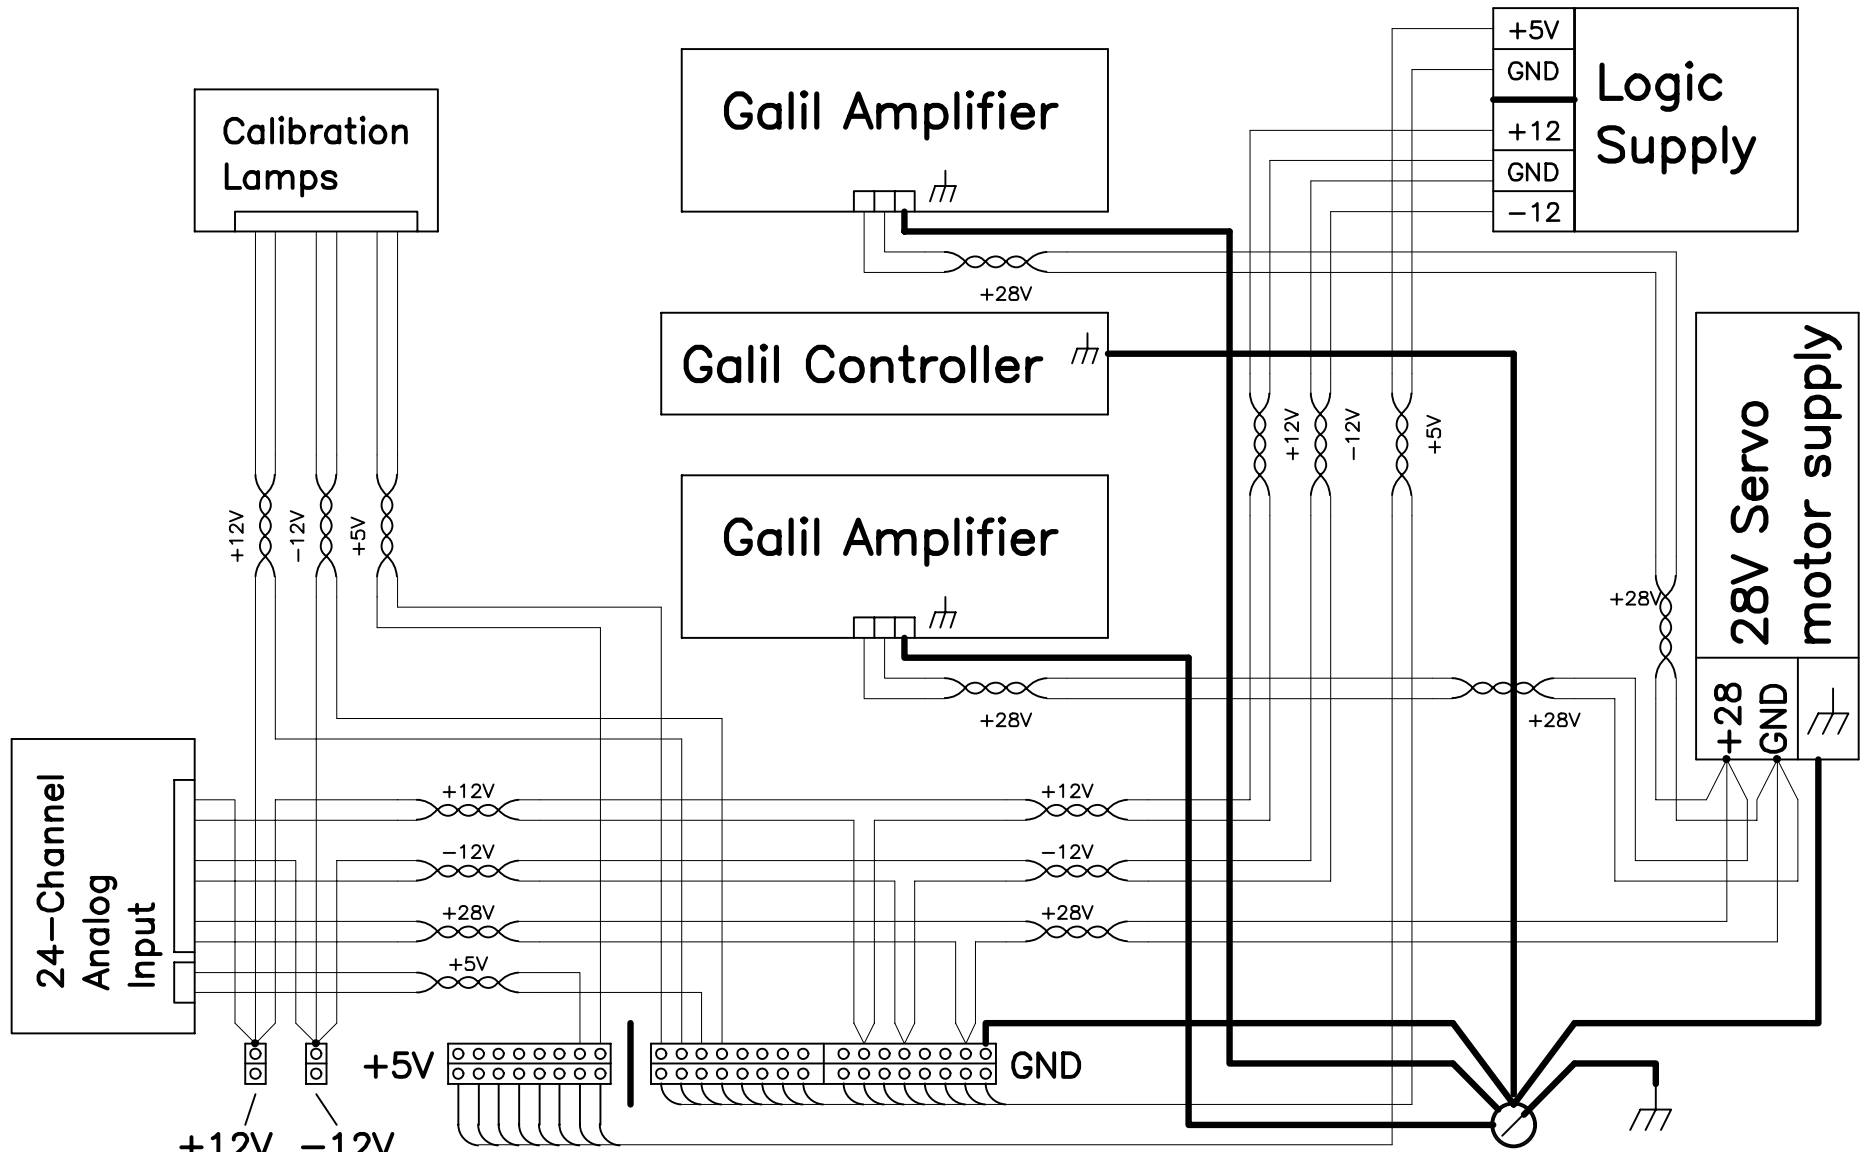 +5V
GND
+12
GND
-12
Logic
Supply
Galil Amplifier
Calibration
Lamps
+28V
Galil Controller
28V Servo
motor supply
+12V
-12V
+5V
+12V
-12V
+5V
Galil Amplifier
+28V
+28V
+28V
+28
GND
24-Channel
Analog
Input
+12V
+12V
-12V
-12V
+28V
+28V
+5V
+5V
GND
+12V
-12V